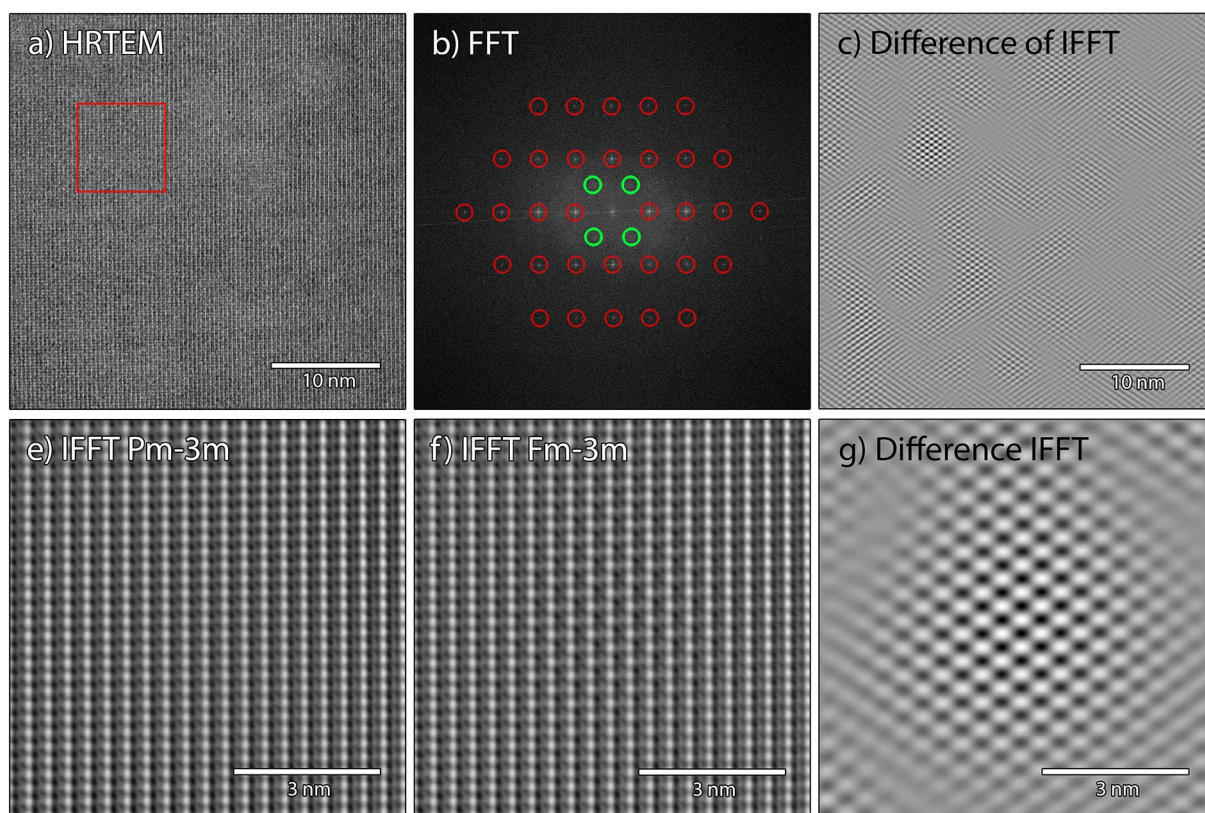 a) HRTEM
b) FFT
c) Difference of IFFT
10 nm
10 nm
e) IFFT Pm-3m
f) IFFT Fm-3m
g) Difference IFFT
3 nm
3 nm
3 nm